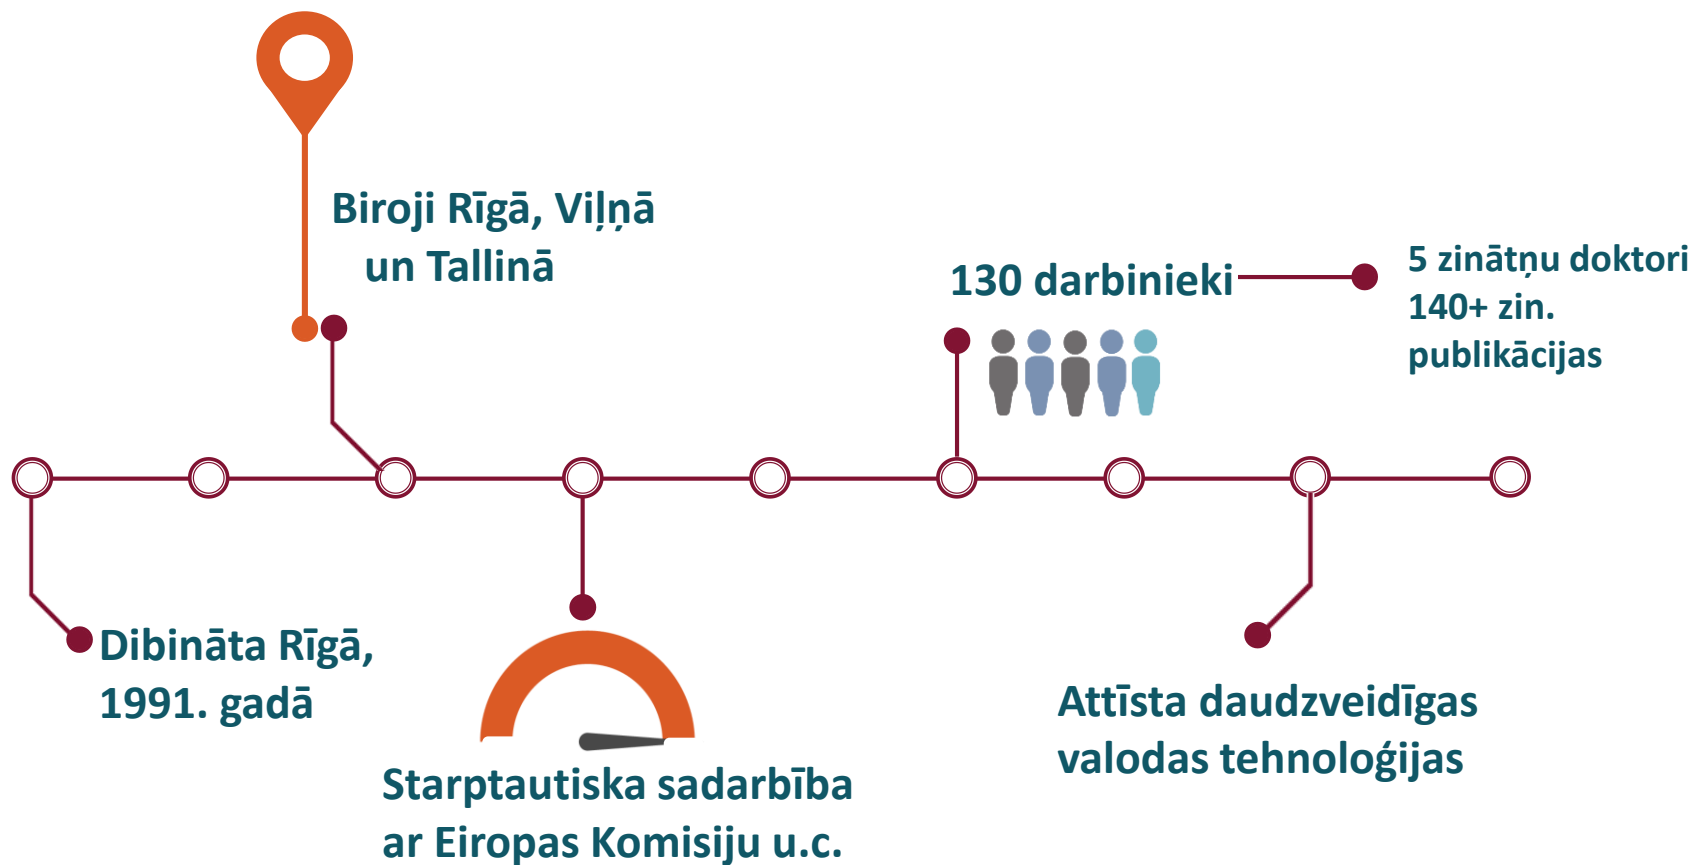 Biroji Rīgā, Viļņā
un Tallinā
130 darbinieki
5 zinātņu doktori
140+ zin.
publikācijas
Dibināta Rīgā,
1991. gadā
Starptautiska sadarbība
ar Eiropas Komisiju u.c.
Attīsta daudzveidīgas
valodas tehnoloģijas